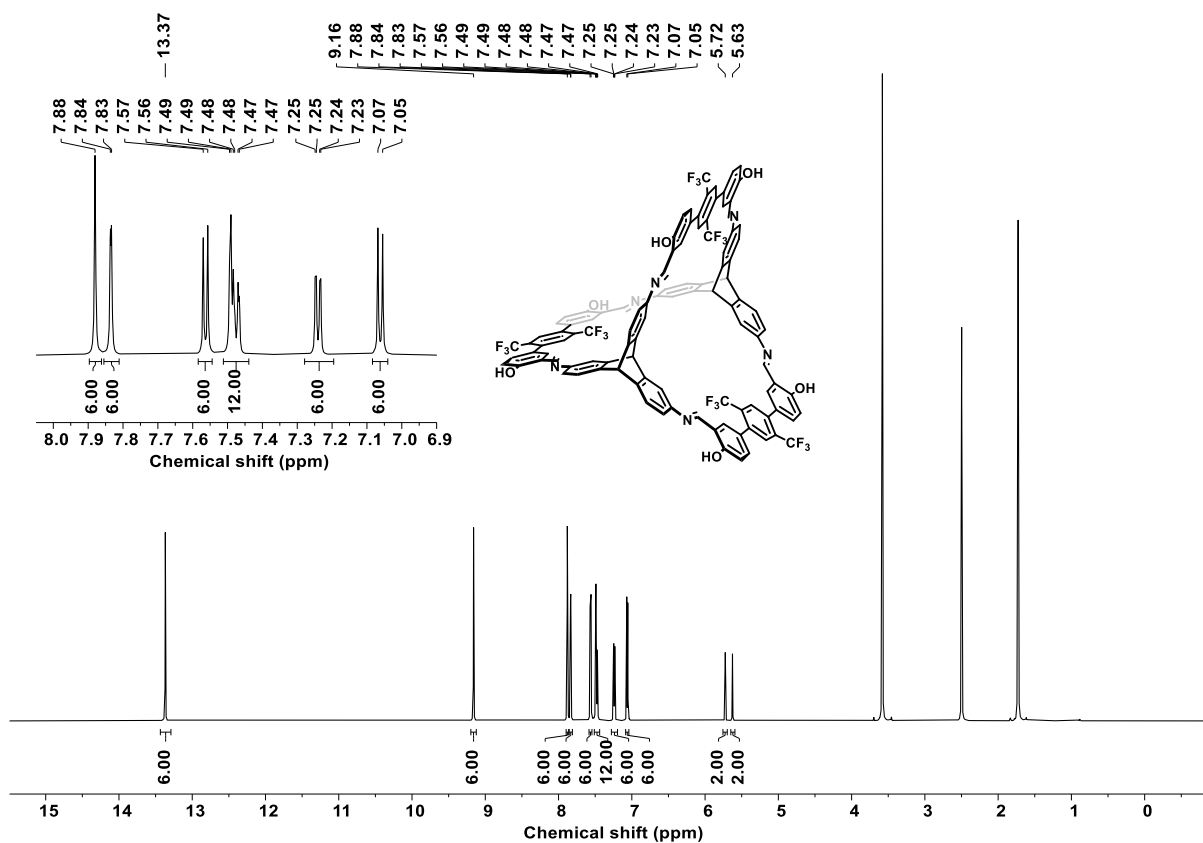 13.37
9.16
7.88
7.84
7.83
7.57
7.56
7.49
7.49
7.48
7.48
7.47
7.47
7.25
7.25
7.24
7.23
7.07
7.05
5.72
5.63
7.88
7.84
7.83
7.57
7.56
7.49
7.49
7.48
7.48
7.47
7.47
7.25
7.25
7.24
7.23
7.07
7.05
6.00
6.00
6.00
12.00
6.00
6.00
8.0 7.9 7.8 7.7 7.6 7.5 7.4 7.3 7.2 7.1 7.0 6.9
Chemical shift (ppm)
F₃C
OH
N
HO
CF₃
N
OH
N
CF₃
F₃C
HO
N
N
OH
F₃C
N
CF₃
HO
6.00
6.00
6.00
6.00
6.00
12.00
6.00
6.00
2.00
2.00
15 14 13 12 11 10 9 8 7 6 5 4 3 2 1 0
Chemical shift (ppm)